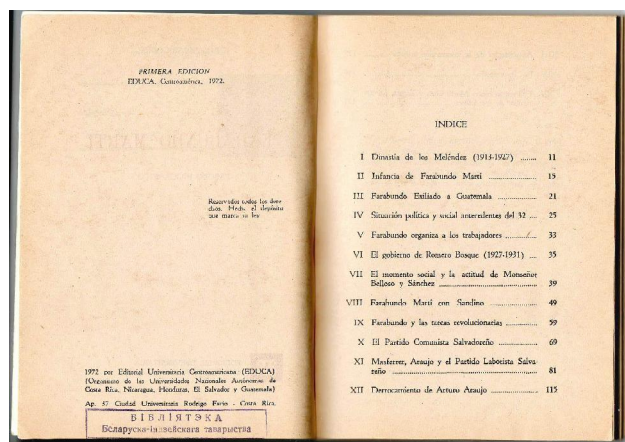 PRIMERA EDICION
EDUCA, Centroamérica, 1972.
Reservados todos los dere-
chos. Hecho el depósito
que marca la ley
1972 por Editorial Universitaria Centroamericana (EDUCA)
(Organismo de las Universidades Nacionales Autónomas de
Costa Rica, Nicaragua, Honduras, El Salvador y Guatemala)
Ap. 37 Ciudad Universitaria Rodrigo Facio - Costa Rica.
БІБЛІЯТЭКА
Беларуска-інавейскага таварыства
INDICE
I Dinastía de los Meléndez (1913-1927) ....... 11
II Infancia de Farabundo Martí ....... 15
III Farabundo Exiliado a Guatemala ....... 21
IV Situación política y social antecedentes del 32 ... 25
V Farabundo organiza a los trabajadores ....... 33
VI El gobierno de Romero Bosque (1927-1931) ... 35
VII El momento social y la actitud de Monseñor
Belloso y Sánchez ....... 39
VIII Farabundo Martí con Sandino ....... 49
IX Farabundo y las tareas revolucionarias ....... 59
X El Partido Comunista Salvadoreño ....... 69
XI Masferrer, Araujo y el Partido Laborista Salva-
reño ....... 81
XII Derrocamiento de Arturo Araujo ....... 115